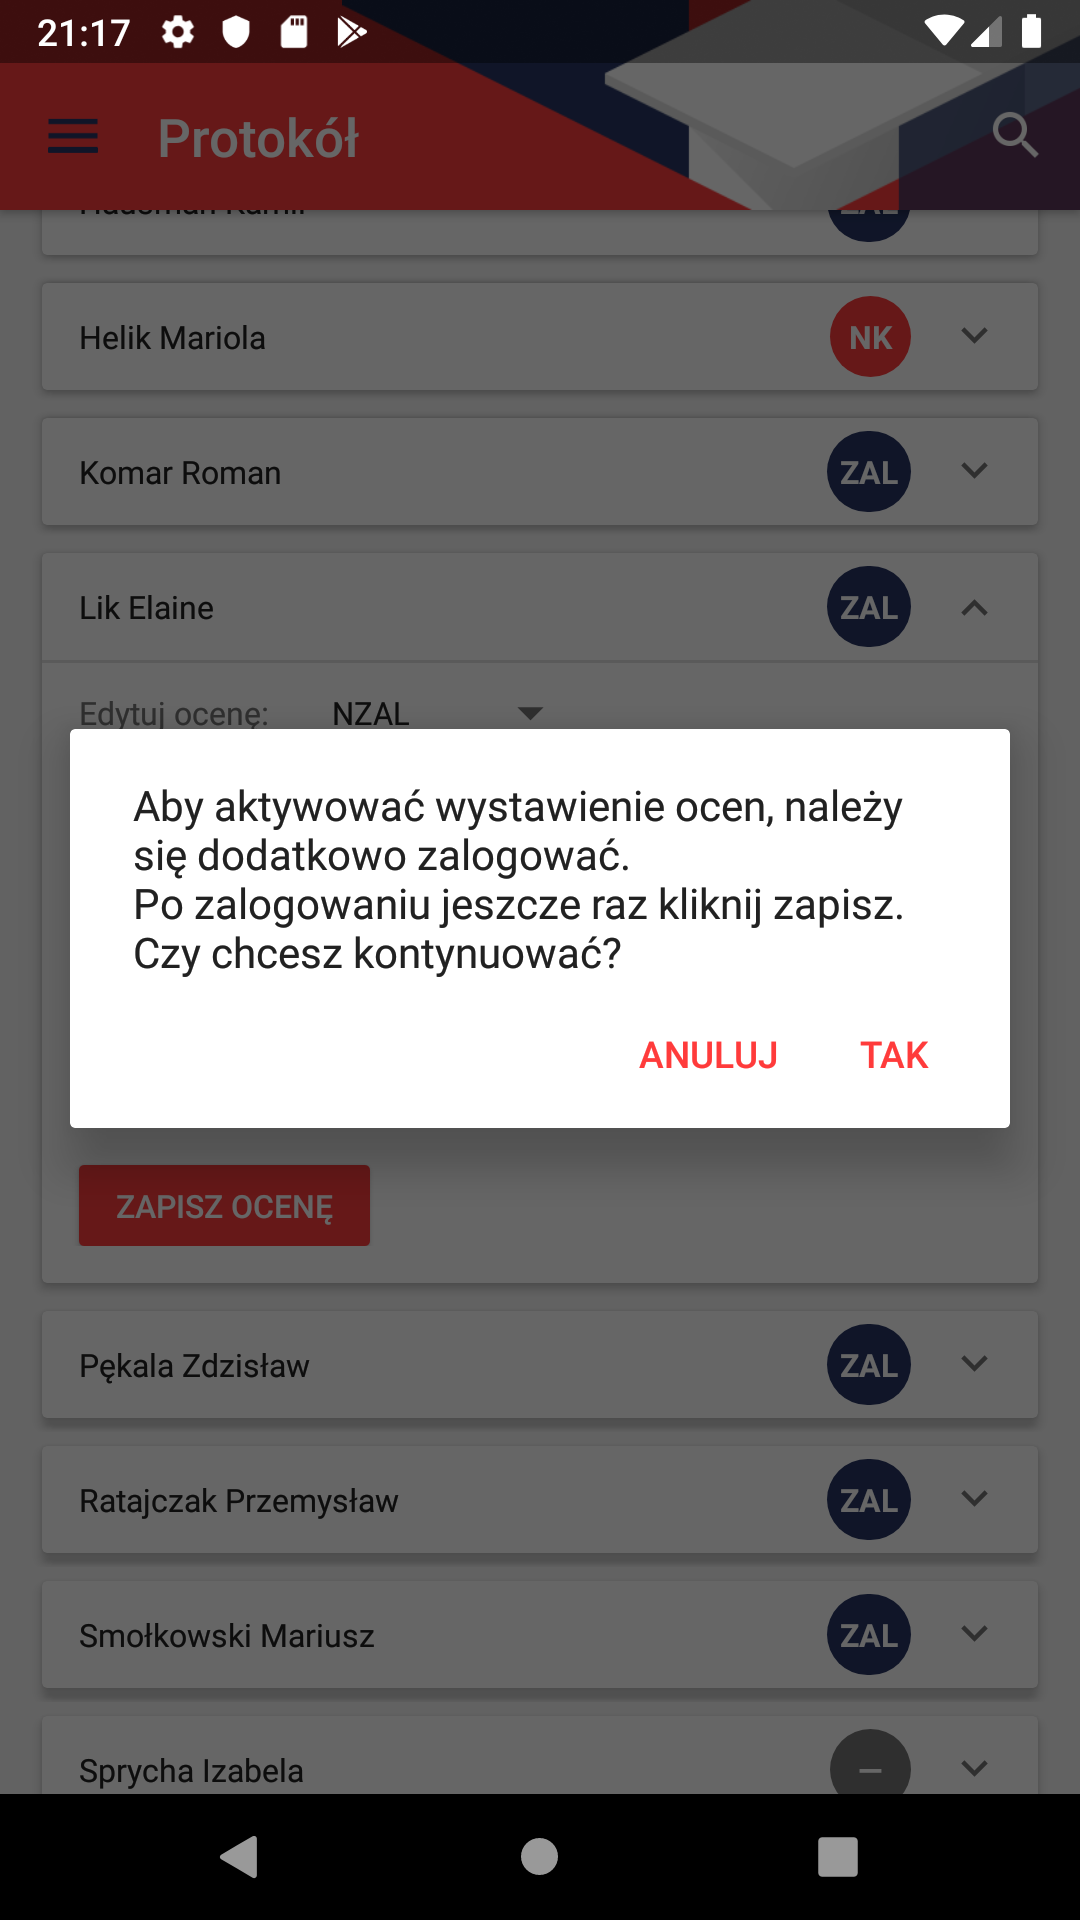 21:17
Protokół
Helik Mariola
NK
Komar Roman
ZAL
Lik Elaine
ZAL
Edytuj ocenę:
NZAL
Aby aktywować wystawienie ocen, należy
się dodatkowo zalogować.
Po zalogowaniu jeszcze raz kliknij zapisz.
Czy chcesz kontynuować?
ANULUJ
TAK
ZAPISZ OCENĘ
Pękala Zdzisław
ZAL
Ratajczak Przemysław
ZAL
Smołkowski Mariusz
ZAL
Sprycha Izabela
–